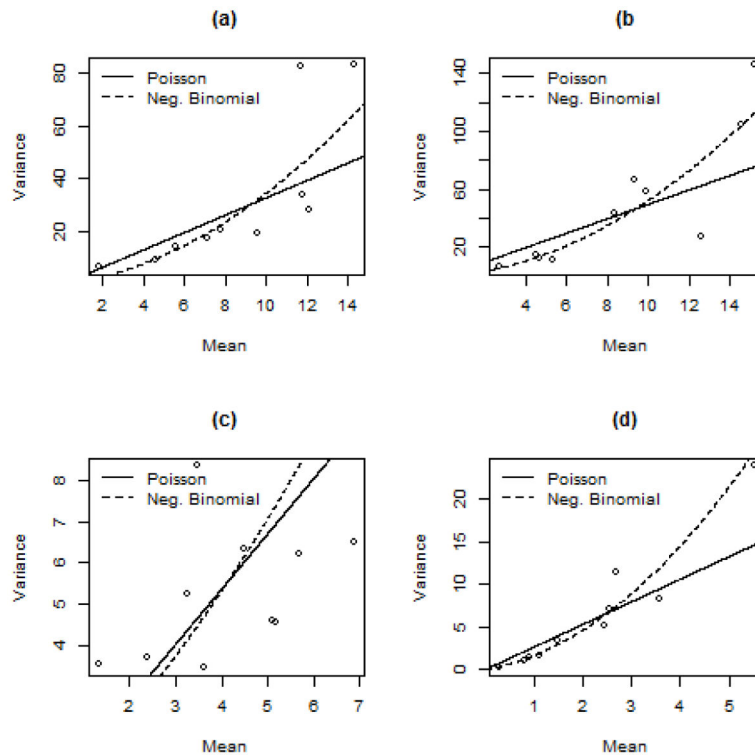 (a)
Poisson
Neg. Binomial
Variance
80
60
40
20
2 4 6 8 10 12 14
Mean
(b)
Poisson
Neg. Binomial
Variance
140
100
60
20
2 4 6 8 10 12 14
Mean
(c)
Poisson
Neg. Binomial
Variance
8
7
6
5
4
2 3 4 5 6 7
Mean
(d)
Poisson
Neg. Binomial
Variance
20
15
10
5
0
1 2 3 4 5
Mean